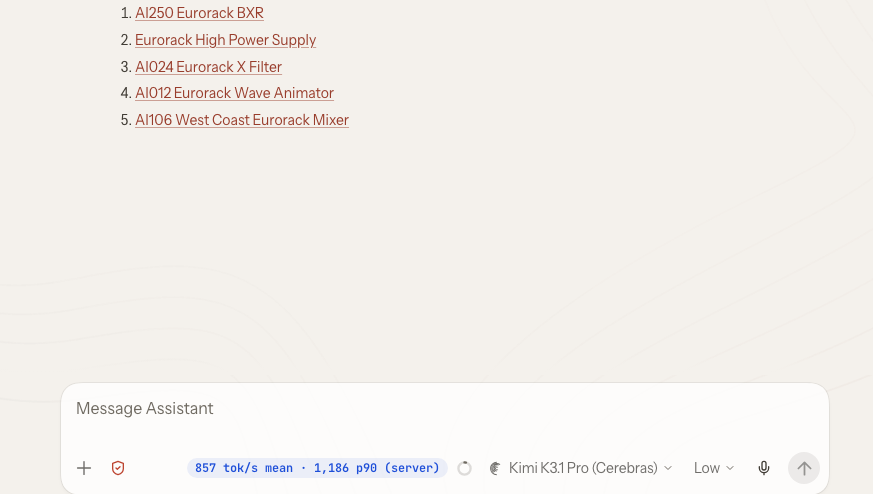 1. AI250 Eurorack BXR
2. Eurorack High Power Supply
3. AI024 Eurorack X Filter
4. AI012 Eurorack Wave Animator
5. AI106 West Coast Eurorack Mixer
Message Assistant
857 tok/s mean · 1,186 p90 (server) Kimi K3.1 Pro (Cerebras) Low